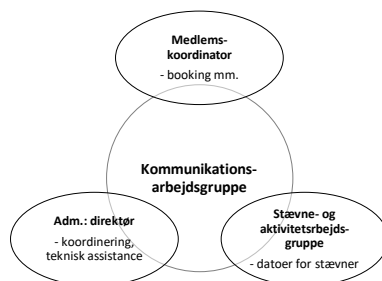 Medlems-
koordinator
- booking mm.
Kommunikations-
arbejdsgruppe
Adm.: direktør
- koordinering,
teknisk assistance
Stævne- og
aktivitetsrbejds-
gruppe
- datoer for stævner